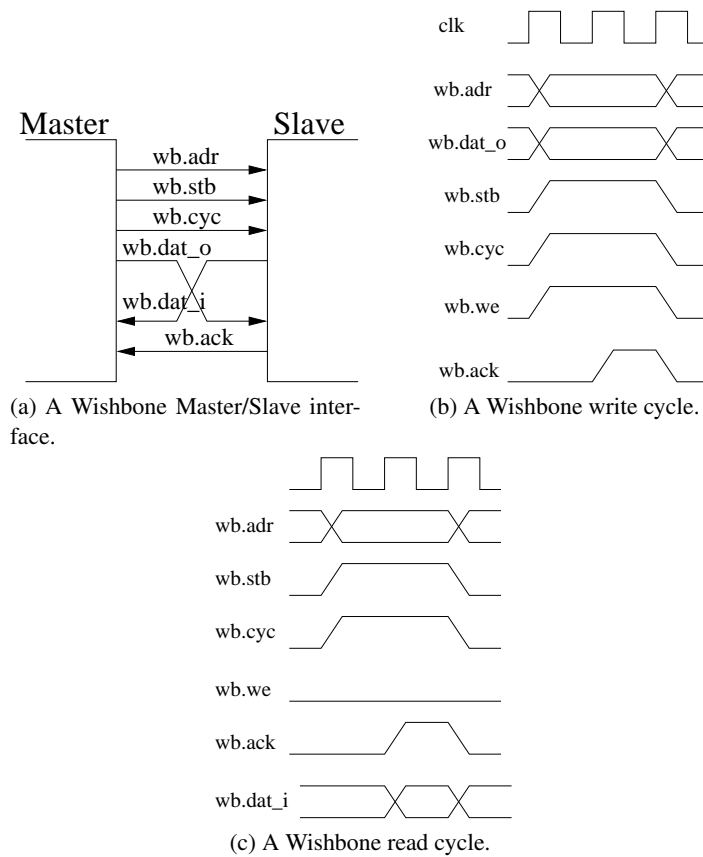 Master
Slave
wb.adr
wb.stb
wb.cyc
wb.dat_o
wb.dat_i
wb.ack
(a) A Wishbone Master/Slave inter-
face.
clk
wb.adr
wb.dat_o
wb.stb
wb.cyc
wb.we
wb.ack
(b) A Wishbone write cycle.
wb.adr
wb.stb
wb.cyc
wb.we
wb.ack
wb.dat_i
(c) A Wishbone read cycle.